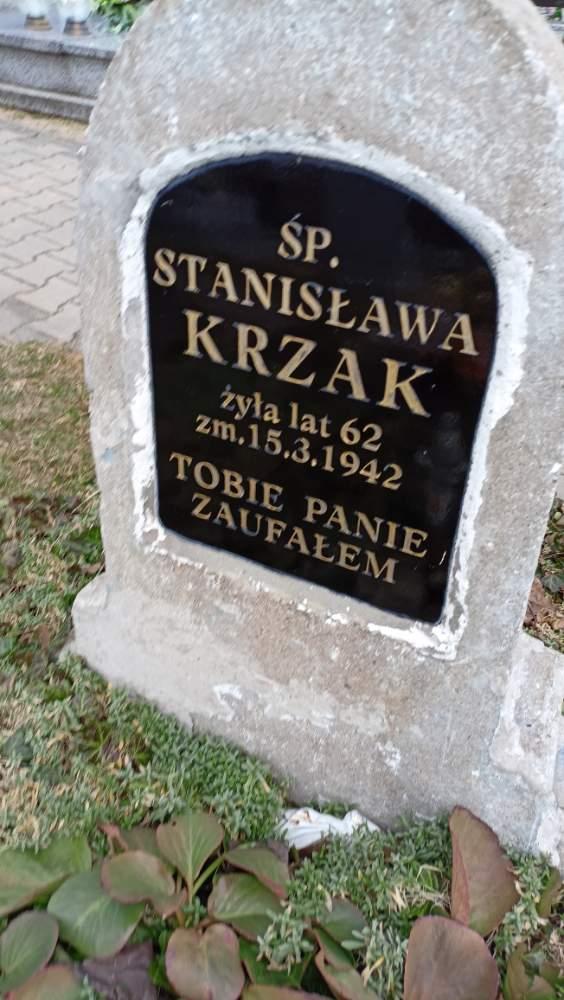 ŚP.
STANISŁAWA
KRZAK
żyła lat 62
zm.15.3.1942
TOBIE PANIE
ZAUFAŁEM